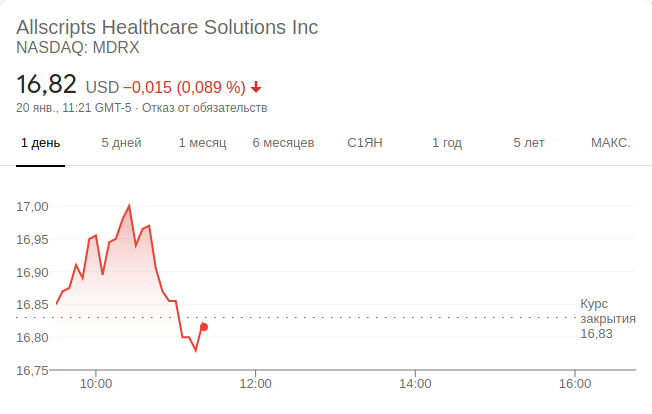 Allscripts Healthcare Solutions Inc
NASDAQ: MDRX
16,82 USD −0,015 (0,089 %)
20 янв., 11:21 GMT-5 · Отказ от обязательств
1 день 5 дней 1 месяц 6 месяцев С1ЯН 1 год 5 лет МАКС.
17,00
16,95
16,90
16,85
16,80
16,75
Курс
закрытия
16,83
10:00 12:00 14:00 16:00